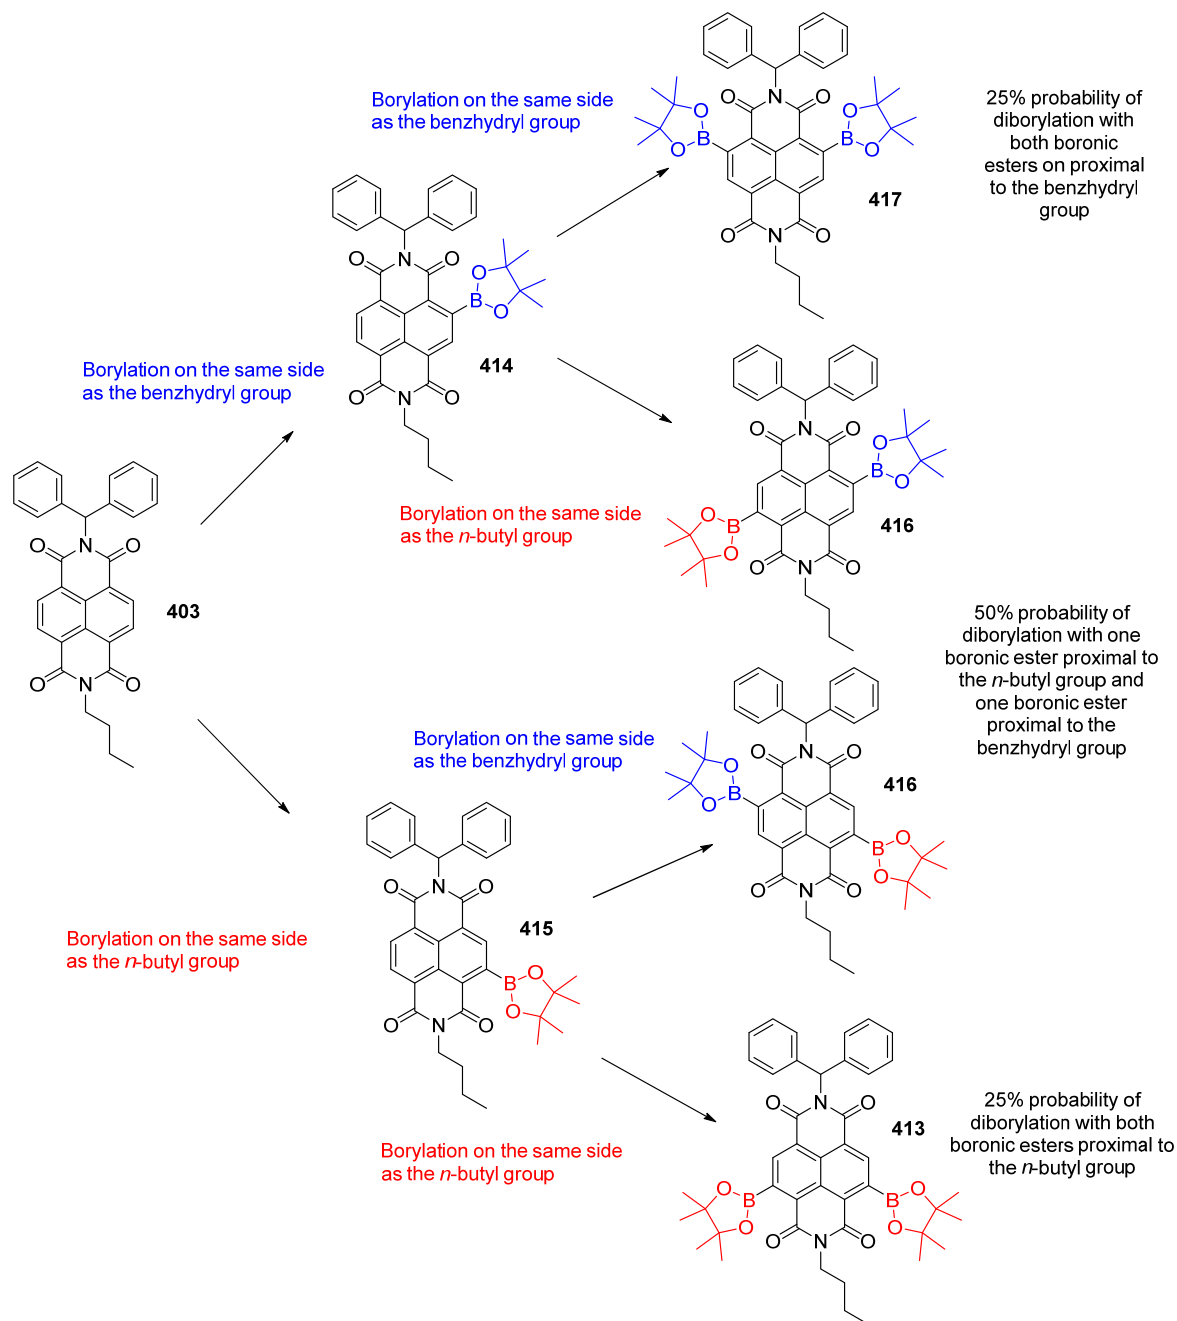 Borylation on the same side
as the benzhydryl group
25% probability of
diborylation with
both boronic
esters on proximal
to the benzhydryl
group
O
O
N
O
O
B
O
O
B
O
O
N
O
417
O
N
O
O
B
O
O
N
O
414
Borylation on the same side
as the benzhydryl group
O
N
O
O
B
O
O
B
O
O
N
O
416
Borylation on the same side
as the n-butyl group
O
N
O
O
N
O
403
50% probability of
diborylation with one
boronic ester proximal to
the n-butyl group and
one boronic ester
proximal to the
benzhydryl group
Borylation on the same side
as the benzhydryl group
O
N
O
O
B
O
O
B
O
O
N
O
416
O
N
O
O
B
O
O
N
O
415
Borylation on the same side
as the n-butyl group
Borylation on the same side
as the n-butyl group
O
N
O
O
B
O
O
B
O
O
N
O
413
25% probability of
diborylation with both
boronic esters proximal to
the n-butyl group